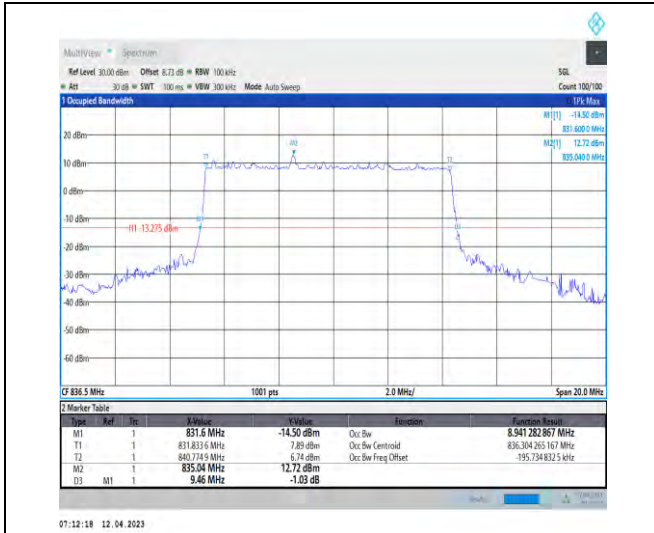 MultiView Spectrum
Ref Level 30.00 dBm Offset 8.73 dB RBW 100 kHz SGL
Att 30 dB SWT 100 ms VBW 300 kHz Mode Auto Sweep Count 100/100
1 Occupied Bandwidth 1Pk Max
M1[1] -14.50 dBm
831.600 0 MHz
M2[1] 12.72 dBm
835.040 0 MHz
20 dBm
10 dBm
0 dBm
-10 dBm
H1 -13.275 dBm
-30 dBm
-40 dBm
-50 dBm
-60 dBm
T1
M2
T2
M1
D3
CF 836.5 MHz 1001 pts 2.0 MHz/ Span 20.0 MHz
2 Marker Table
Type Ref Trc X-Value Y-Value Function Function Result
M1 1 831.6 MHz -14.50 dBm Occ Bw 8.941 282 867 MHz
T1 1 831.833 6 MHz 7.89 dBm Occ Bw Centroid 836.304 265 167 MHz
T2 1 840.774 9 MHz 6.74 dBm Occ Bw Freq Offset -195.734 832 5 kHz
M2 1 835.04 MHz 12.72 dBm
D3 M1 1 9.46 MHz -1.03 dB
07:12:18 12.04.2023